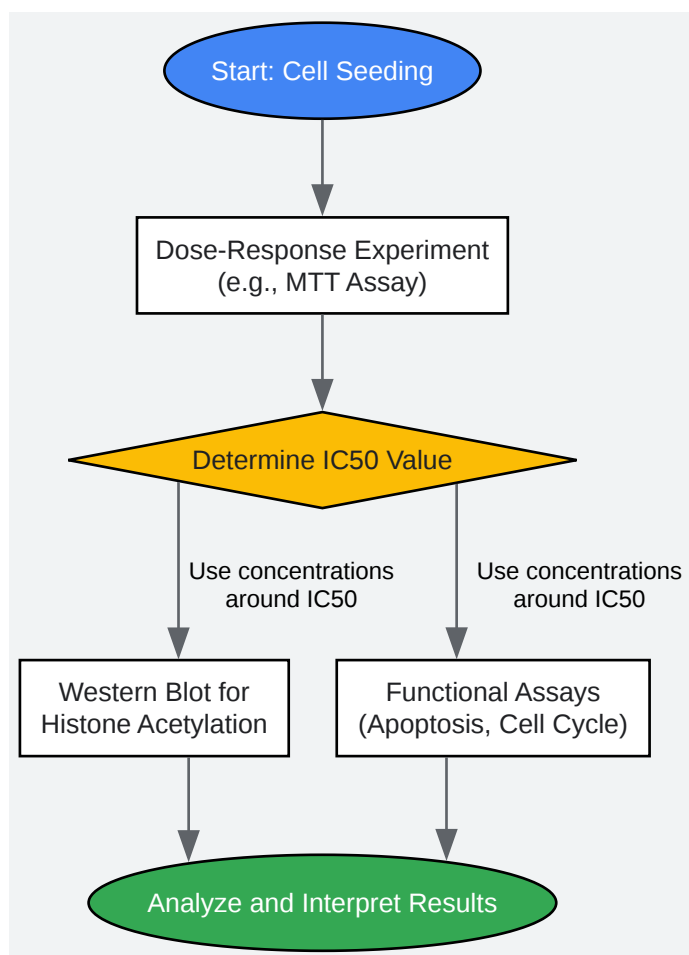 Start: Cell Seeding
Dose-Response Experiment
(e.g., MTT Assay)
Determine IC50 Value
Use concentrations
around IC50
Use concentrations
around IC50
Western Blot for
Histone Acetylation
Functional Assays
(Apoptosis, Cell Cycle)
Analyze and Interpret Results